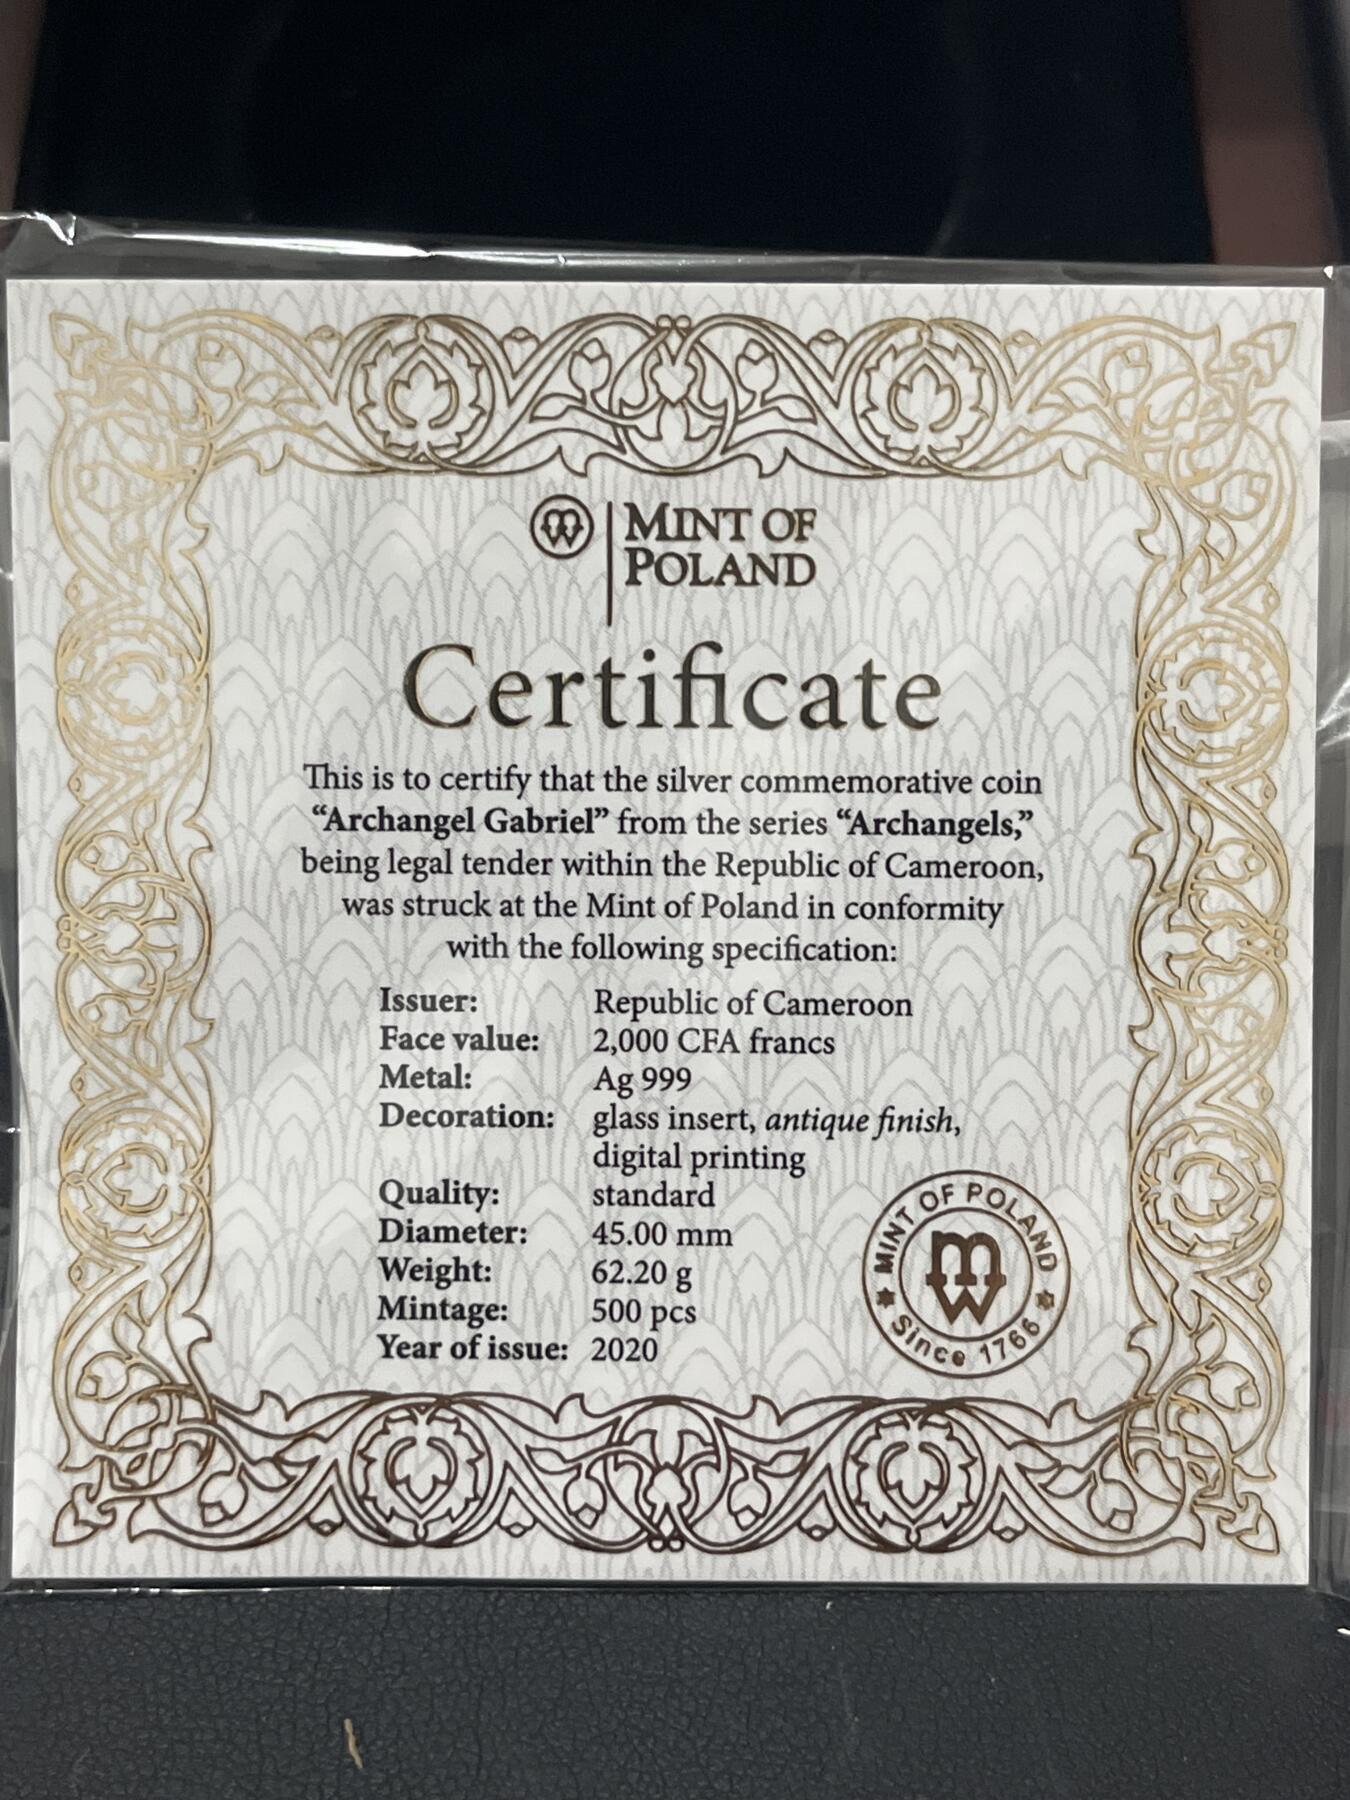 MINT OF
POLAND
Certificate
This is to certify that the silver commemorative coin
“Archangel Gabriel” from the series “Archangels,”
being legal tender within the Republic of Cameroon,
was struck at the Mint of Poland in conformity
with the following specification:
Issuer: Republic of Cameroon
Face value: 2,000 CFA francs
Metal: Ag 999
Decoration: glass insert, antique finish,
digital printing
Quality: standard
Diameter: 45.00 mm
Weight: 62.20 g
Mintage: 500 pcs
Year of issue: 2020
MINT OF POLAND
mw
Since 1766